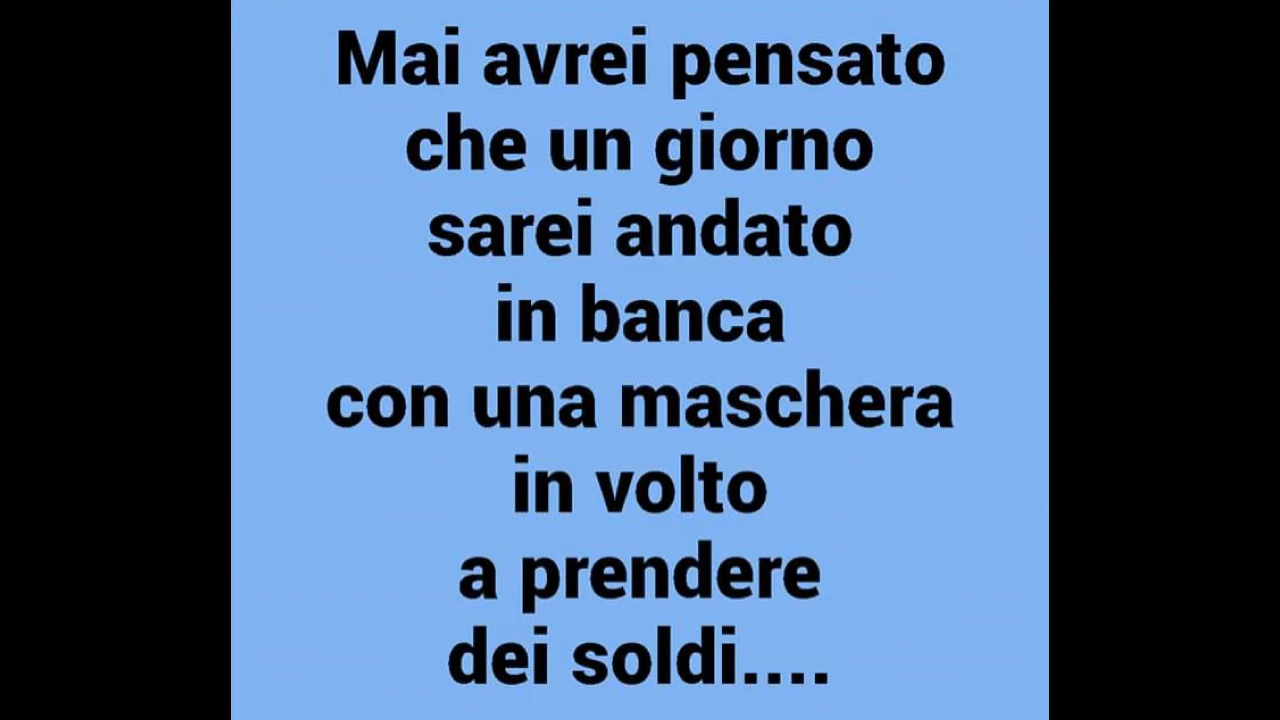 Mai avrei pensato
che un giorno
sarei andato
in banca
con una maschera
in volto
a prendere
dei soldi....